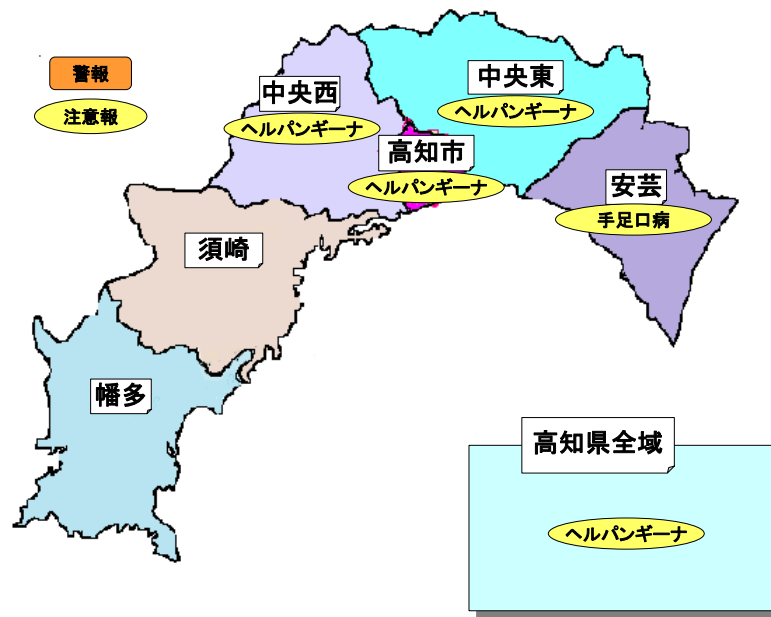 警報
注意報
中央西
ヘルパンギーナ
中央東
ヘルパンギーナ
高知市
ヘルパンギーナ
安芸
手足口病
須崎
幡多
高知県全域
ヘルパンギーナ